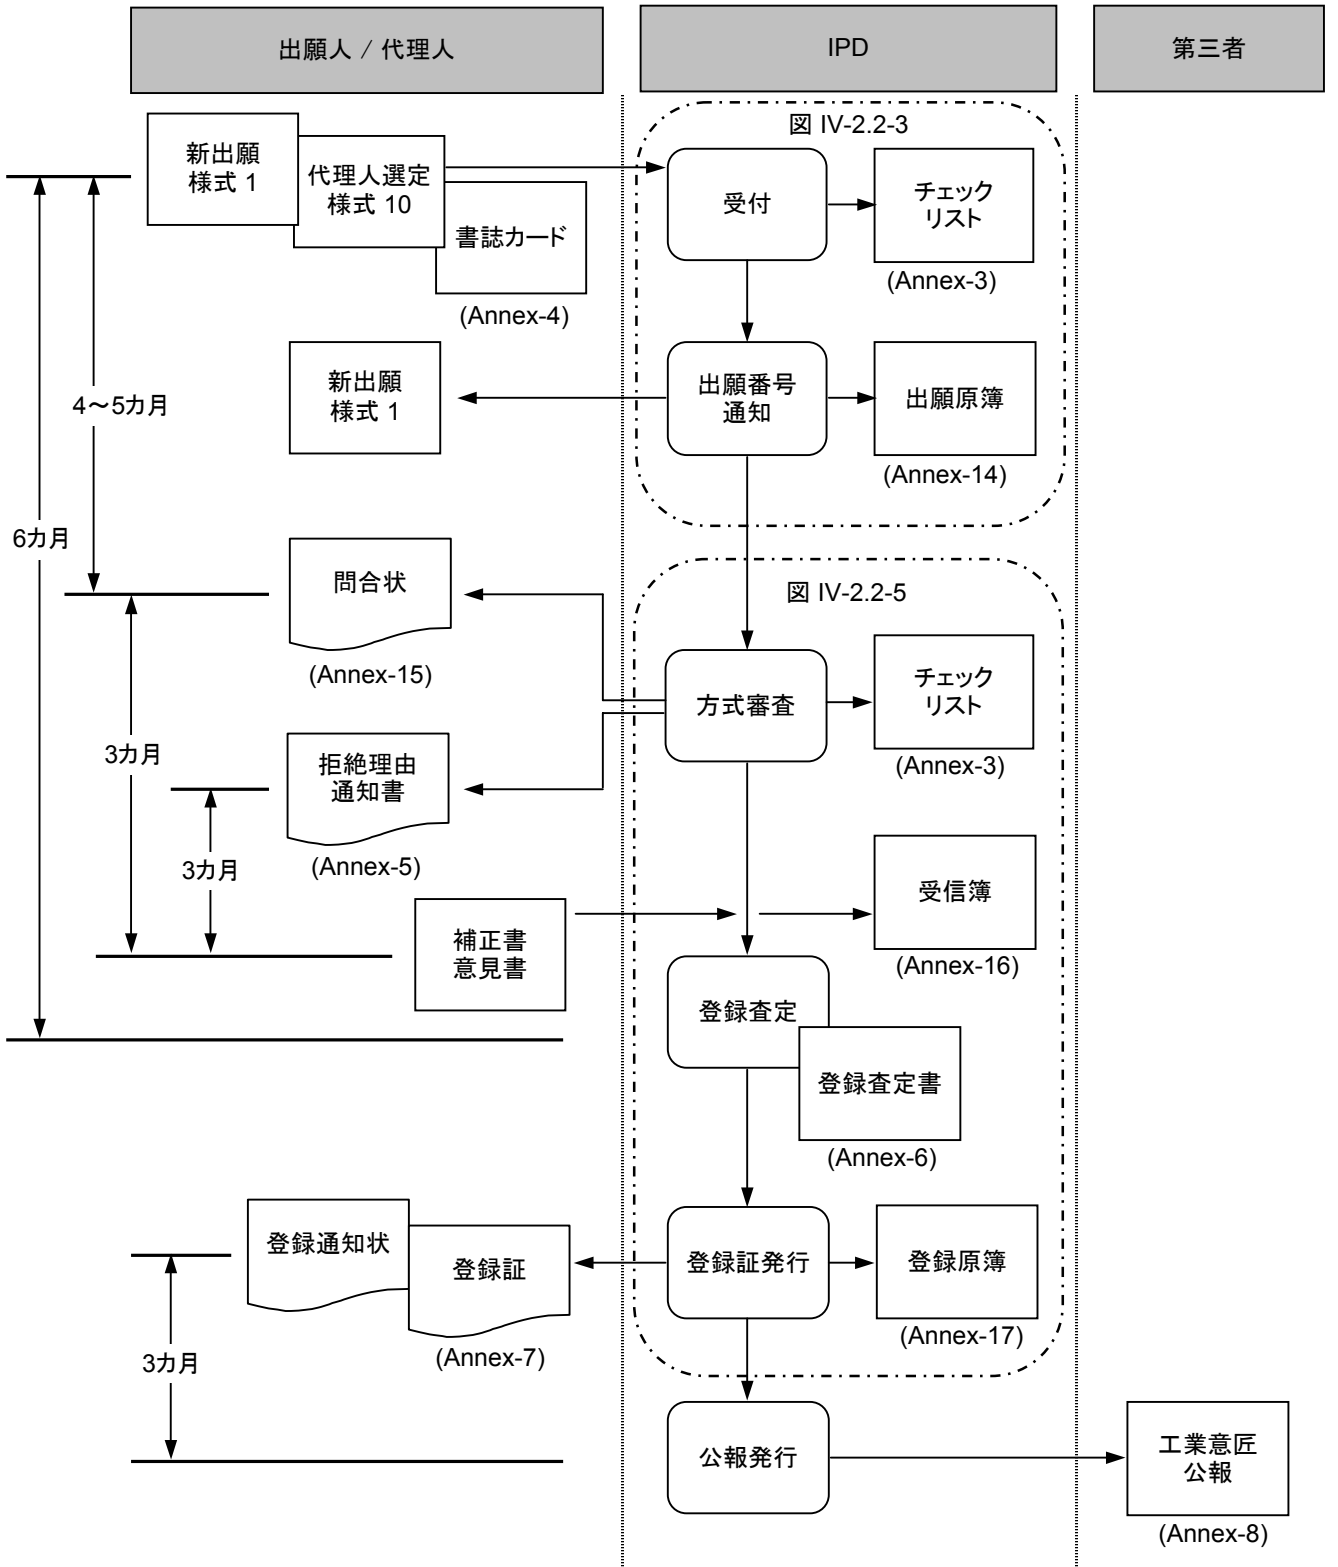 出願人 / 代理人
IPD
第三者
図 IV-2.2-3
新出願
様式 1
代理人選定
様式 10
書誌カード
(Annex-4)
受付
チェック
リスト
(Annex-3)
新出願
様式 1
出願番号
通知
出願原簿
(Annex-14)
4～5カ月
6カ月
図 IV-2.2-5
問合状
(Annex-15)
方式審査
チェック
リスト
(Annex-3)
3カ月
拒絶理由
通知書
(Annex-5)
3カ月
受信簿
(Annex-16)
補正書
意見書
登録査定
登録査定書
(Annex-6)
登録通知状
登録証
(Annex-7)
登録証発行
登録原簿
(Annex-17)
3カ月
公報発行
工業意匠
公報
(Annex-8)